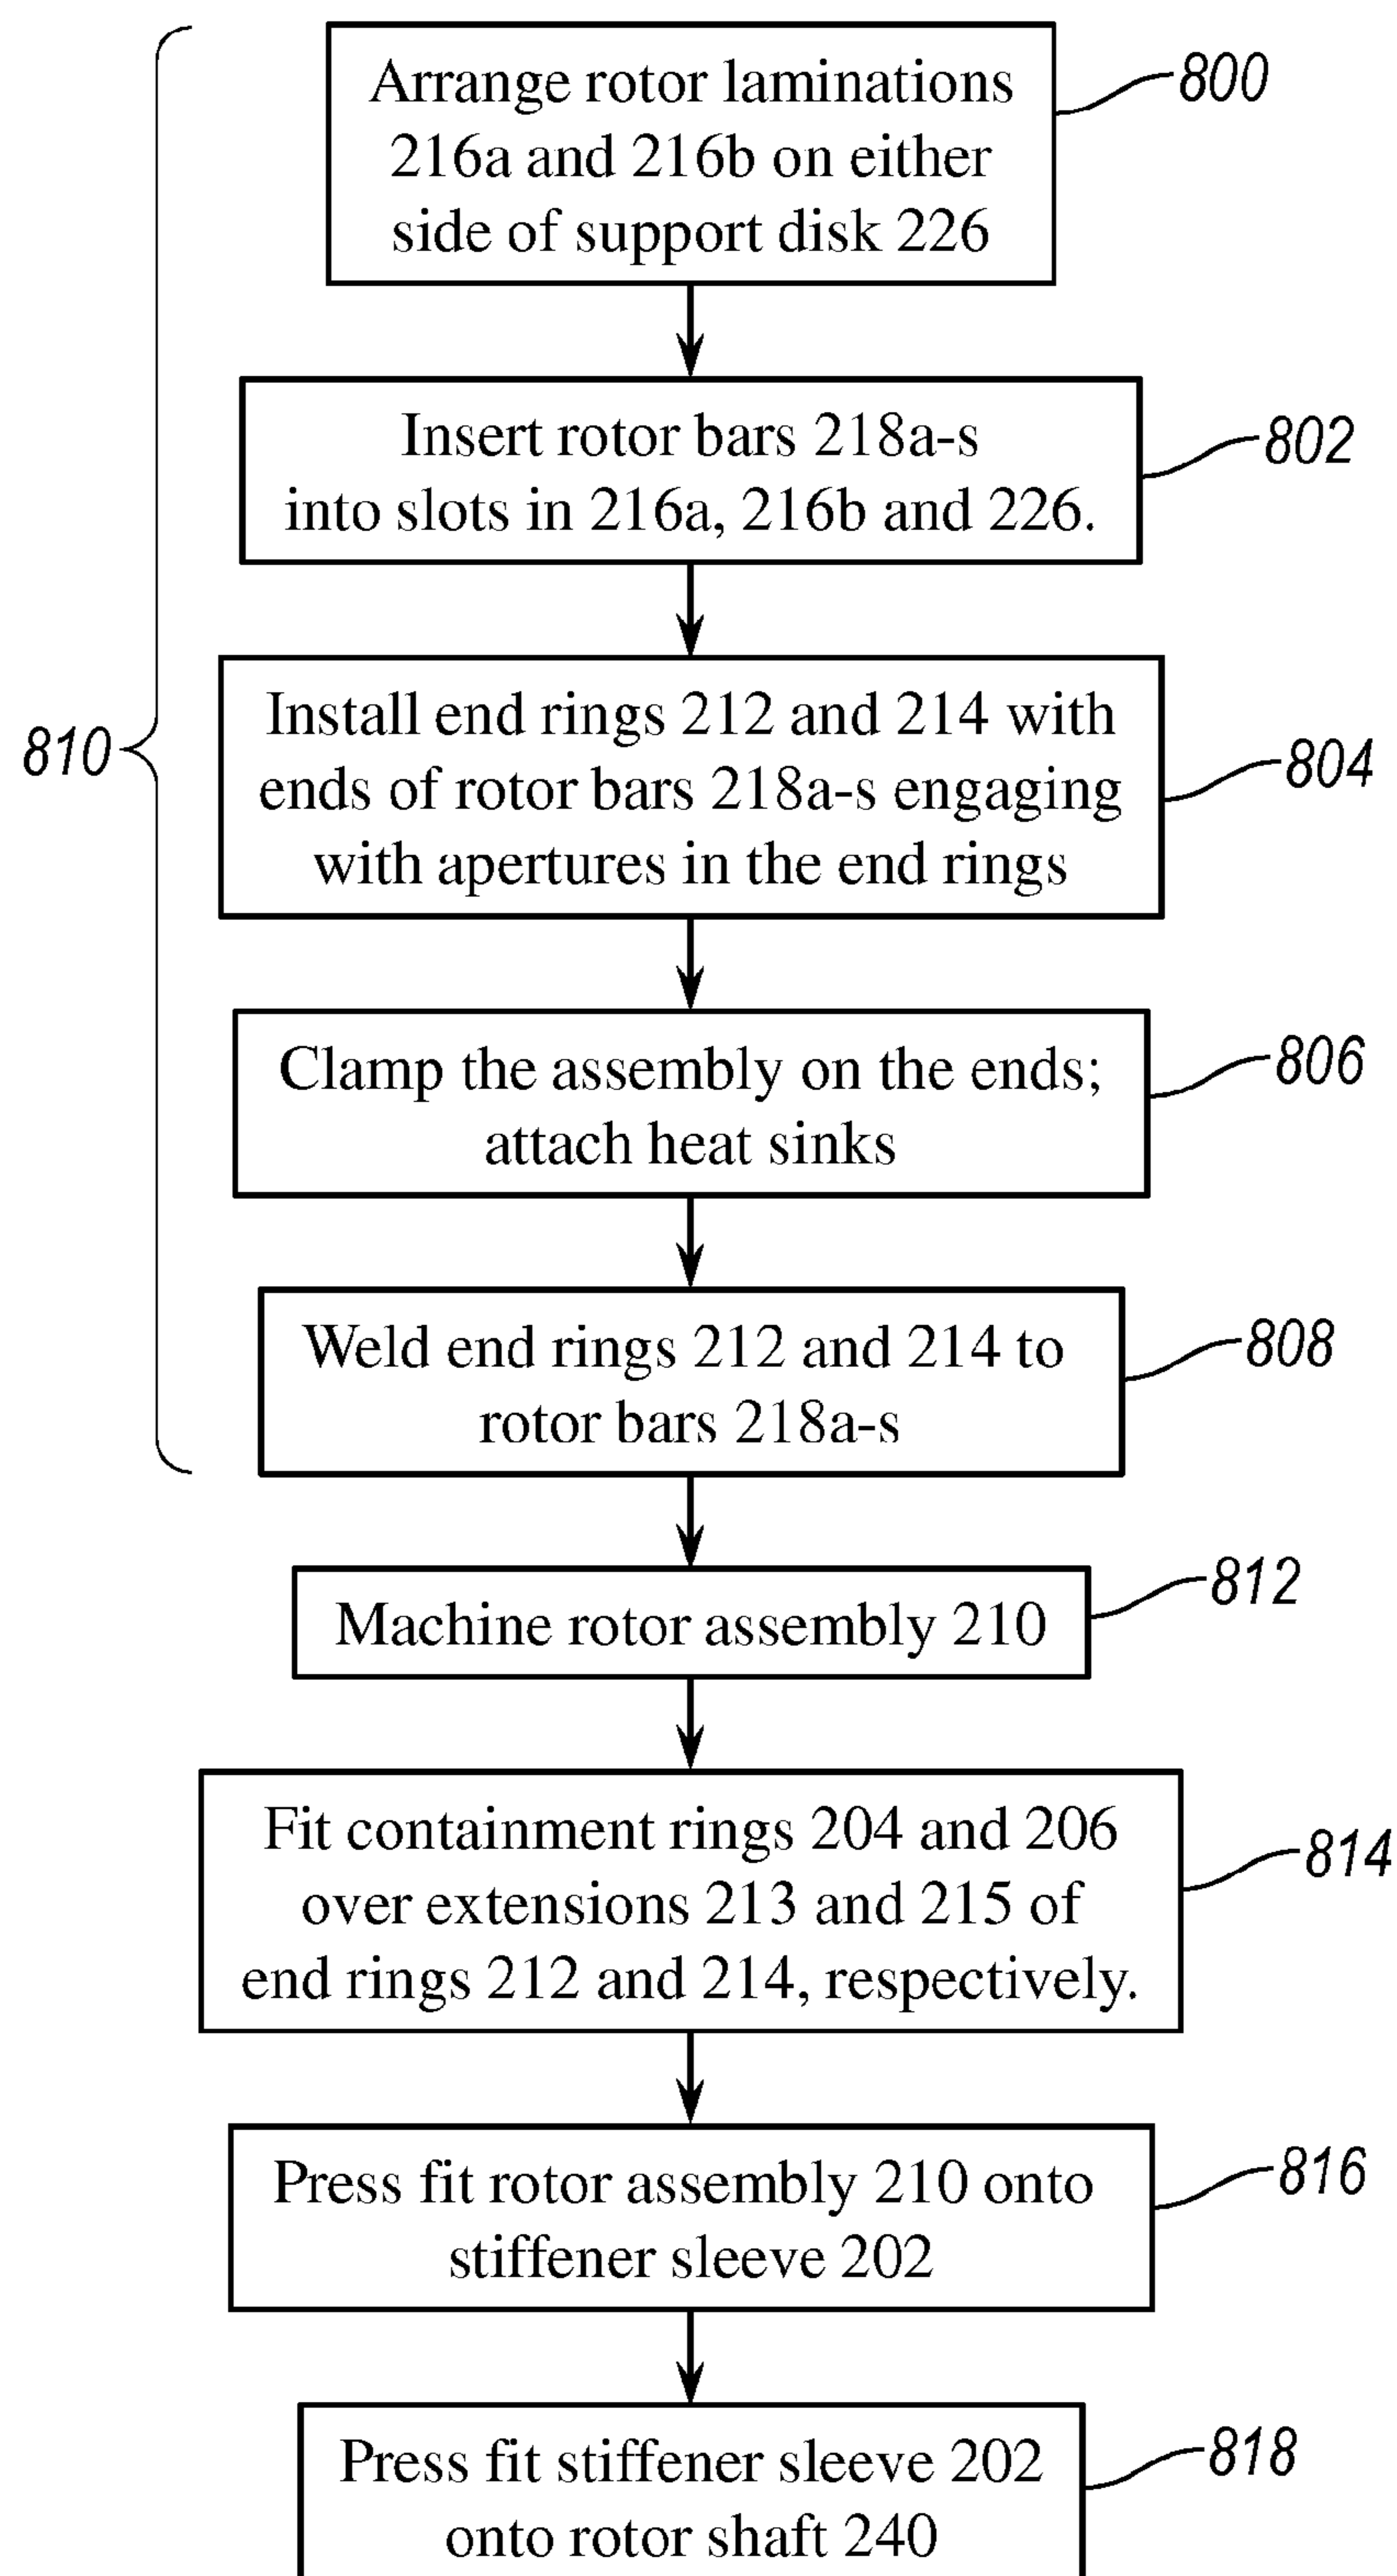 Arrange rotor laminations
216a and 216b on either
side of support disk 226
800
Insert rotor bars 218a-s
into slots in 216a, 216b and 226.
802
810
Install end rings 212 and 214 with
ends of rotor bars 218a-s engaging
with apertures in the end rings
804
Clamp the assembly on the ends;
attach heat sinks
806
Weld end rings 212 and 214 to
rotor bars 218a-s
808
Machine rotor assembly 210
812
Fit containment rings 204 and 206
over extensions 213 and 215 of
end rings 212 and 214, respectively.
814
Press fit rotor assembly 210 onto
stiffener sleeve 202
816
Press fit stiffener sleeve 202
onto rotor shaft 240
818